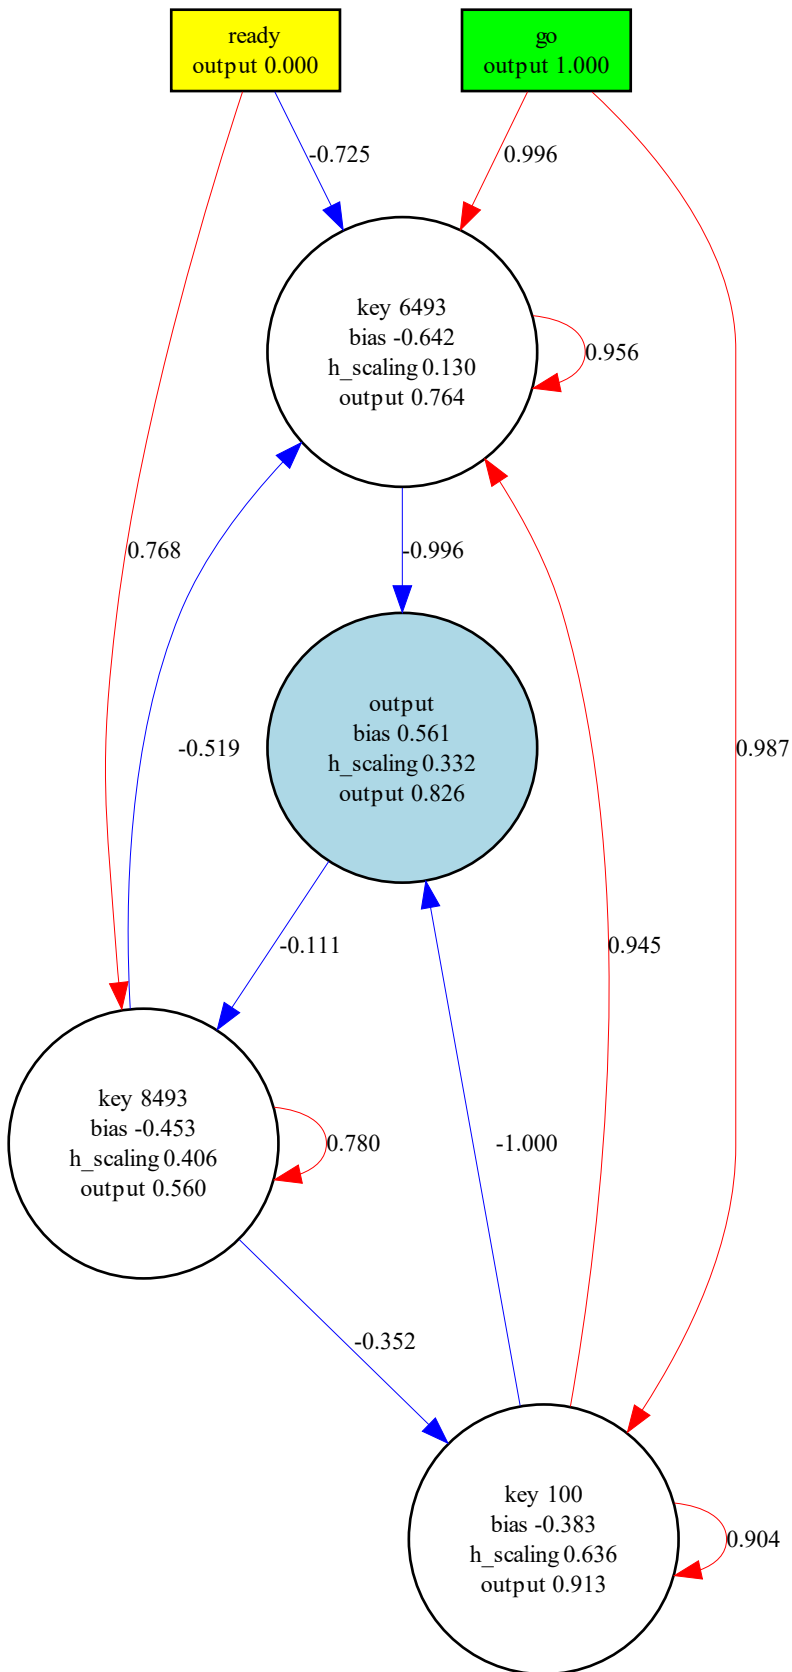 ready
output 0.000
go
output 1.000
-0.725
0.996
key 6493
bias -0.642
h_scaling 0.130
output 0.764
0.956
0.768
-0.996
output
bias 0.561
h_scaling 0.332
output 0.826
-0.519
0.987
-0.111
0.945
key 8493
bias -0.453
h_scaling 0.406
output 0.560
0.780
-1.000
-0.352
key 100
bias -0.383
h_scaling 0.636
output 0.913
0.904